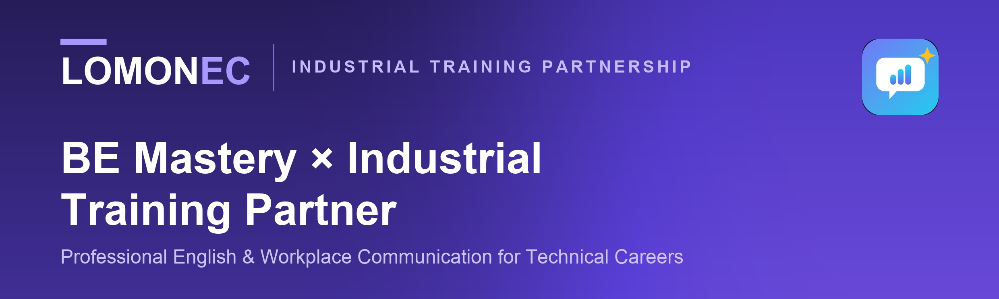 LOMONEC
INDUSTRIAL TRAINING PARTNERSHIP
BE Mastery × Industrial
Training Partner
Professional English & Workplace Communication for Technical Careers